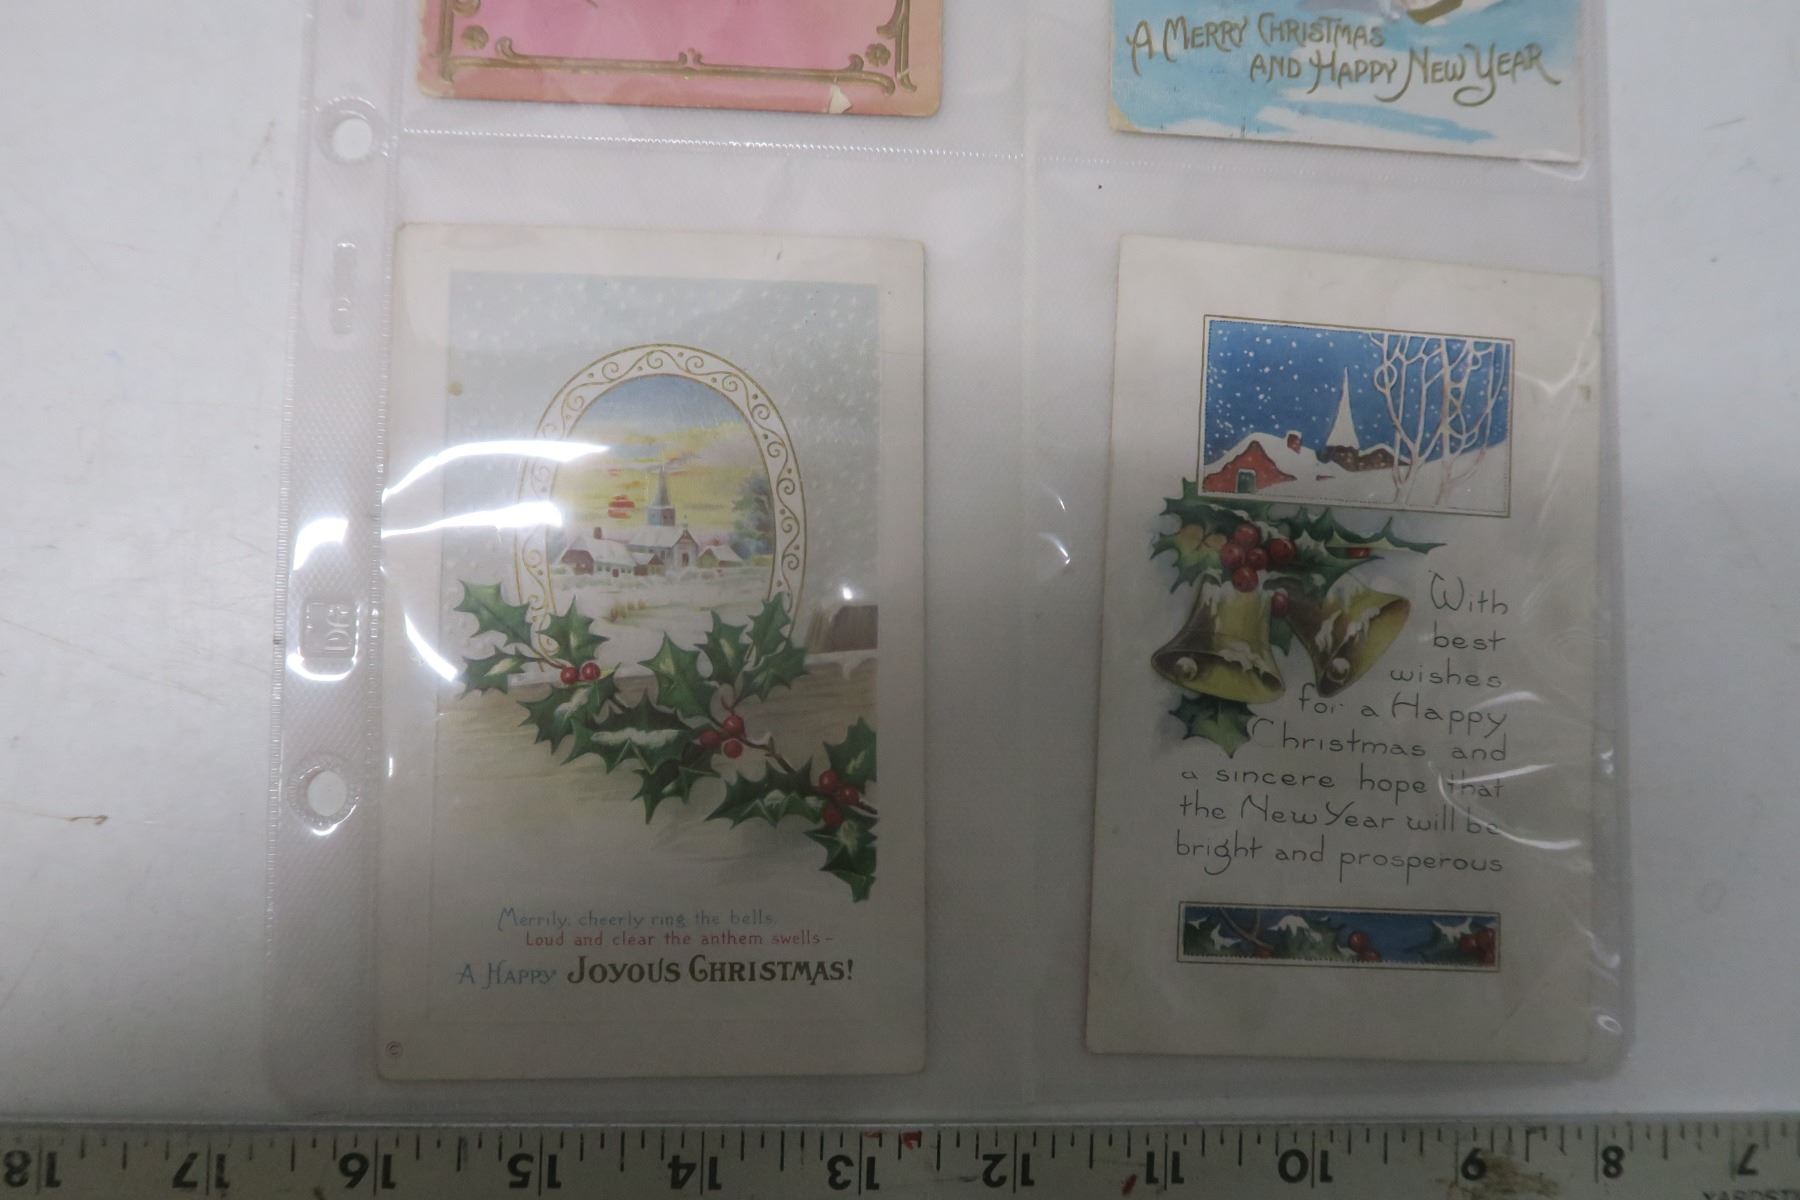 A Merry Christmas
and Happy New Year
Merrily, cheerly ring the bells,
Loud and clear the anthem swells –
A Happy Joyous Christmas!
©
With
best
wishes
for a Happy
Christmas and
a sincere hope that
the New Year will be
bright and prosperous
18 17 16 15 14 13 12 11 10 9 8 7